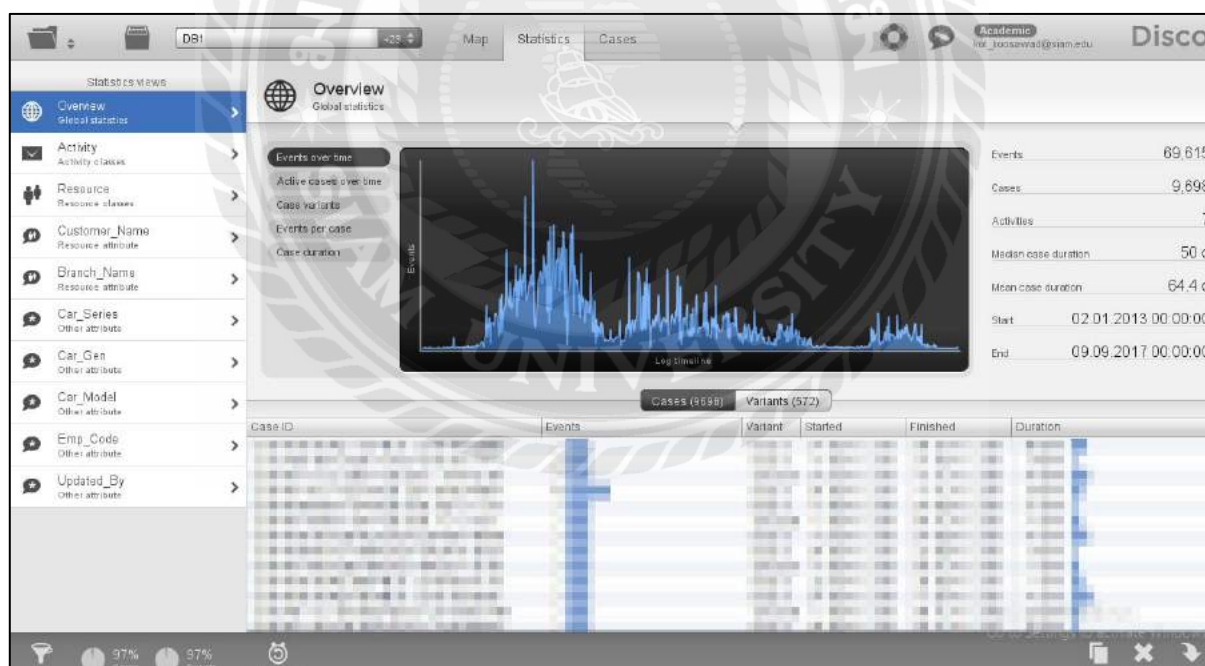 DB1
Map Statistics Cases
Academic
Disco
Statistics views
Overview
Global statistics
Activity
Activity classes
Resource
Resource classes
Customer_Name
Resource attribute
Branch_Name
Resource attribute
Car_Series
Other attribute
Car_Gen
Other attribute
Car_Model
Other attribute
Emp_Code
Other attribute
Updated_By
Other attribute
Overview
Global statistics
Events over time
Active cases over time
Case variants
Events per case
Case duration
Events
Log timeline
Events 69,615
Cases 9,698
Activities 7
Median case duration 50 d
Mean case duration 64.4 d
Start 02.01.2013 00:00:00
End 09.09.2017 00:00:00
Cases (9698) Variants (572)
Case ID Events Variant Started Finished Duration
97% 97%
SIAM UNIVERSITY